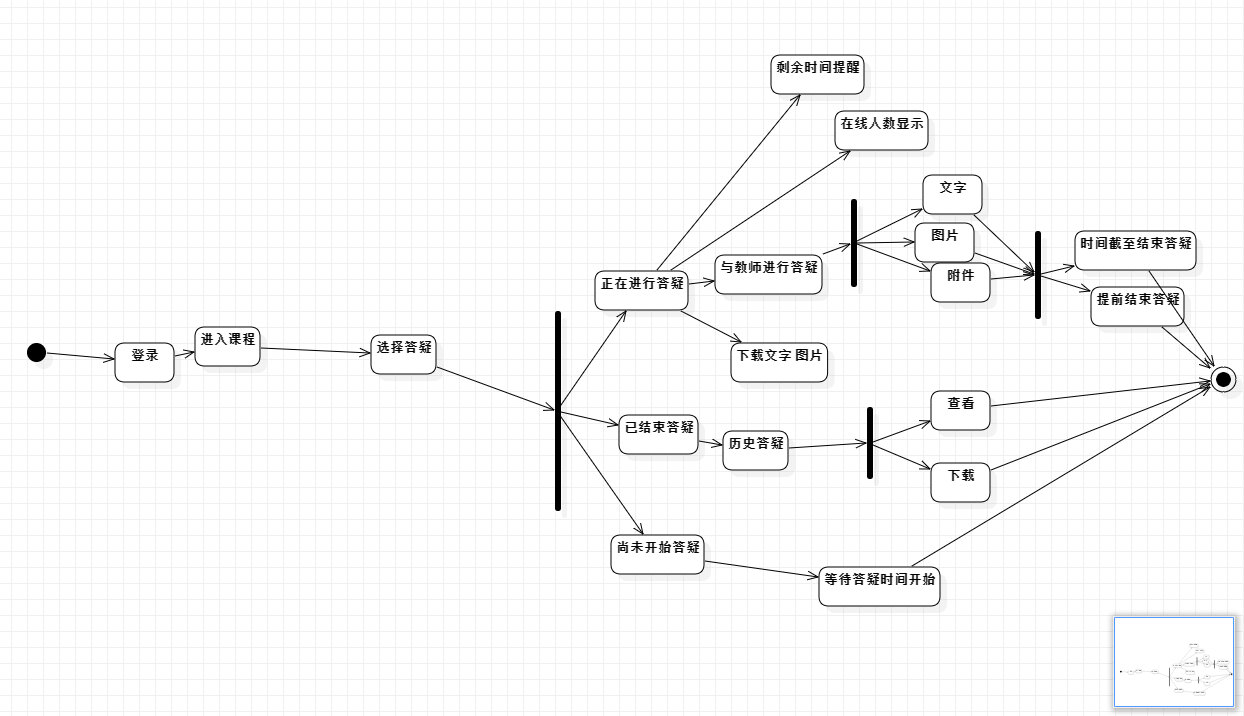 剩余时间提醒
在线人数显示
文字
图片
附件
时间截至结束答疑
提前结束答疑
与教师进行答疑
正在进行答疑
下载文字 图片
登录
进入课程
选择答疑
已结束答疑
历史答疑
查看
下载
尚未开始答疑
等待答疑时间开始